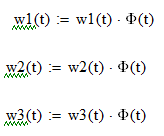 w1(t) := w1(t) · Φ(t)
w2(t) := w2(t) · Φ(t)
w3(t) := w3(t) · Φ(t)